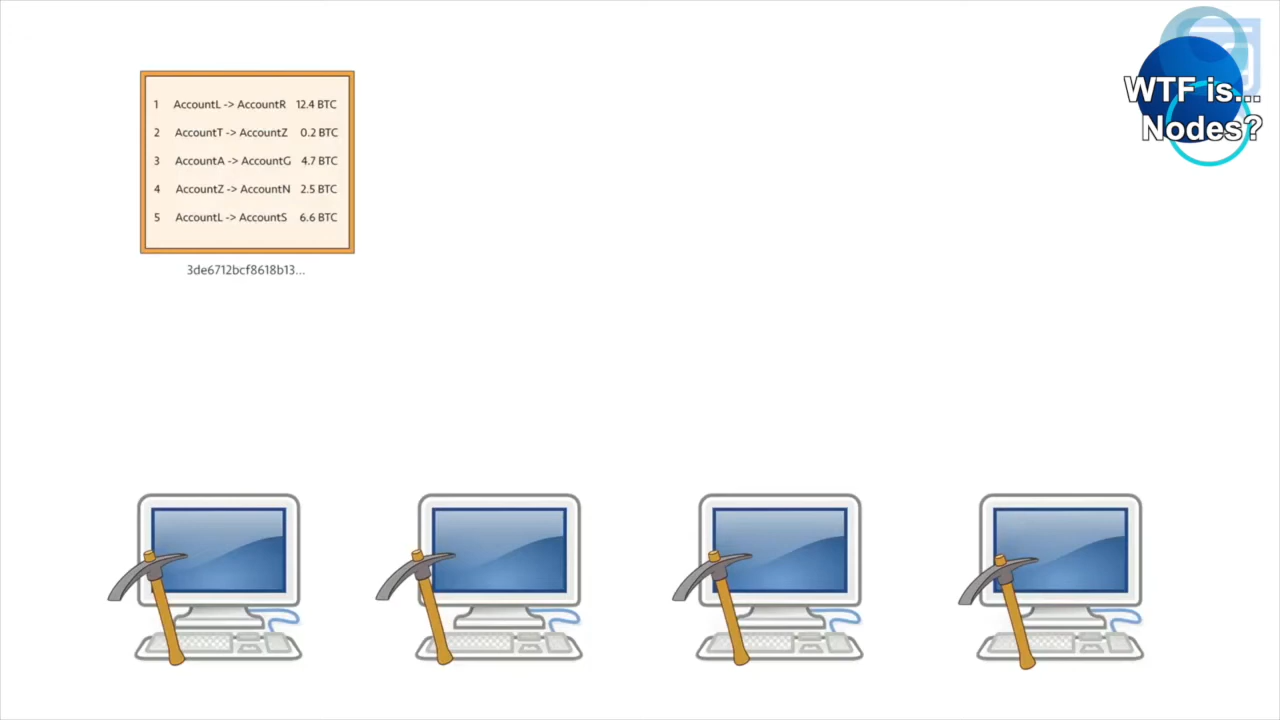 WTF is...
Nodes?
1 AccountL -> AccountR 12.4 BTC
2 AccountT -> AccountZ 0.2 BTC
3 AccountA -> AccountG 4.7 BTC
4 AccountZ -> AccountN 2.5 BTC
5 AccountL -> AccountS 6.6 BTC
3de6712bcf8618b13...